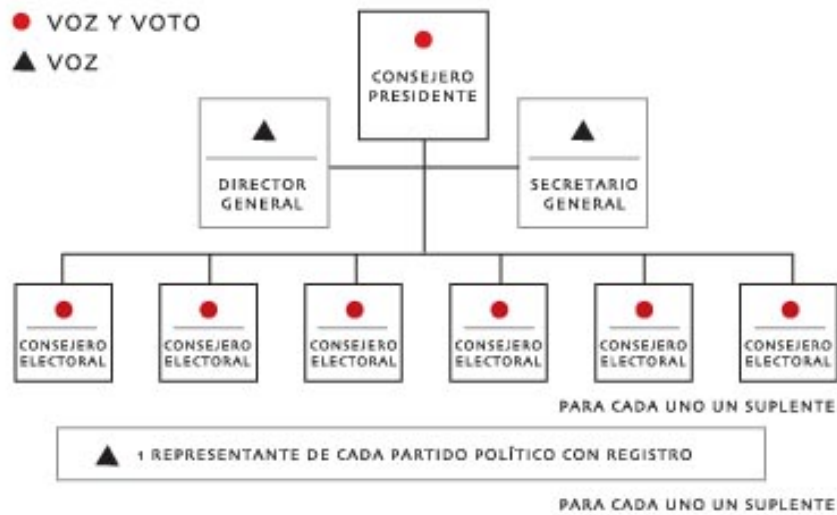 VOZ Y VOTO
VOZ
CONSEJERO
PRESIDENTE
DIRECTOR
GENERAL
SECRETARIO
GENERAL
CONSEJERO
ELECTORAL
CONSEJERO
ELECTORAL
CONSEJERO
ELECTORAL
CONSEJERO
ELECTORAL
CONSEJERO
ELECTORAL
CONSEJERO
ELECTORAL
PARA CADA UNO UN SUPLENTE
1 REPRESENTANTE DE CADA PARTIDO POLÍTICO CON REGISTRO
PARA CADA UNO UN SUPLENTE